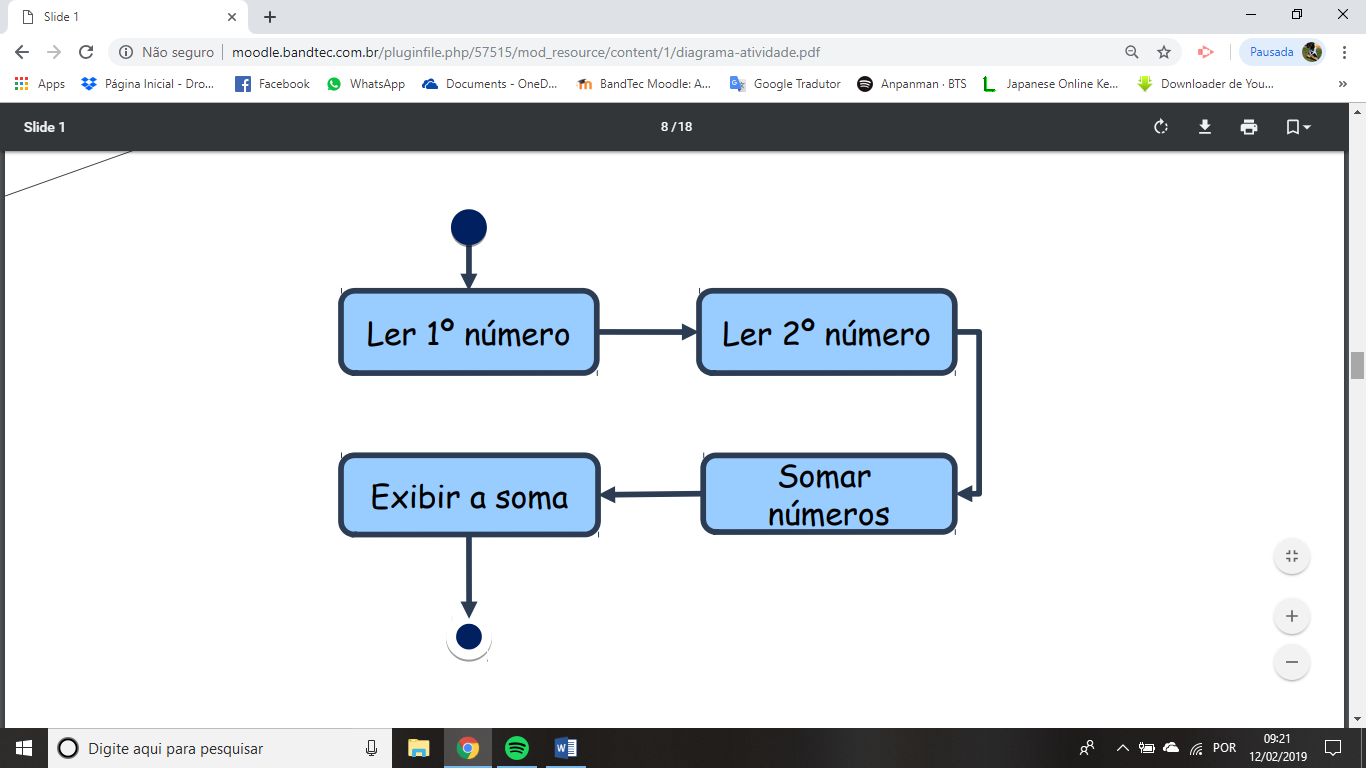 Slide 1
Não seguro
moodle.bandtec.com.br/pluginfile.php/57515/mod_resource/content/1/diagrama-atividade.pdf
Pausada
Apps
Página Inicial - Dro...
Facebook
WhatsApp
Documents - OneD...
BandTec Moodle: A...
Google Tradutor
Anpanman · BTS
Japanese Online Ke...
Downloader de You...
»
Slide 1
8 / 18
Ler 1º número
Ler 2º número
Somar
números
Exibir a soma
Digite aqui para pesquisar
POR
09:21
12/02/2019